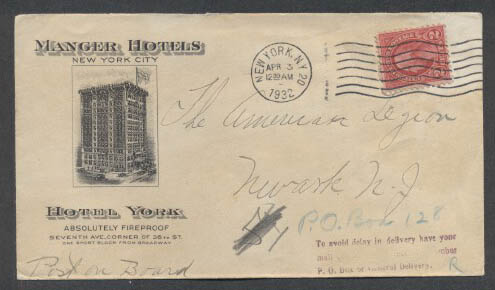 MANGER HOTELS
NEW YORK CITY
NEW YORK, N.Y. 20
APR 3
12 30 AM
1932
HOTEL YORK
ABSOLUTELY FIREPROOF
SEVENTH AVE. CORNER OF 36TH ST.
ONE SHORT BLOCK FROM BROADWAY
The American Legion
Newark N.J.
P.O. Box 128
To avoid delay in delivery have your
mail
P. O. Box or General Delivery.
R
Post on Board